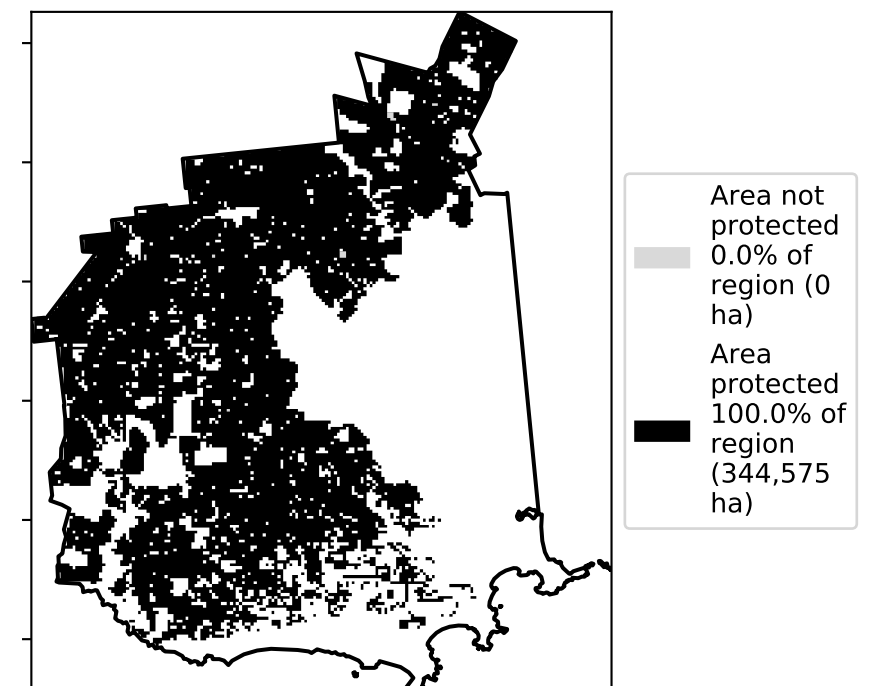 Area not
protected
0.0% of
region (0
ha)
Area
protected
100.0% of
region
(344,575
ha)